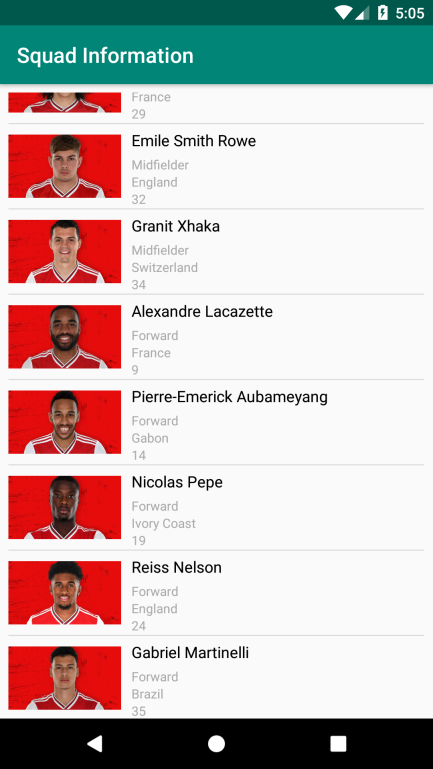 5:05
Squad Information
France
29
Emile Smith Rowe
Midfielder
England
32
Granit Xhaka
Midfielder
Switzerland
34
Alexandre Lacazette
Forward
France
9
Pierre-Emerick Aubameyang
Forward
Gabon
14
Nicolas Pepe
Forward
Ivory Coast
19
Reiss Nelson
Forward
England
24
Gabriel Martinelli
Forward
Brazil
35